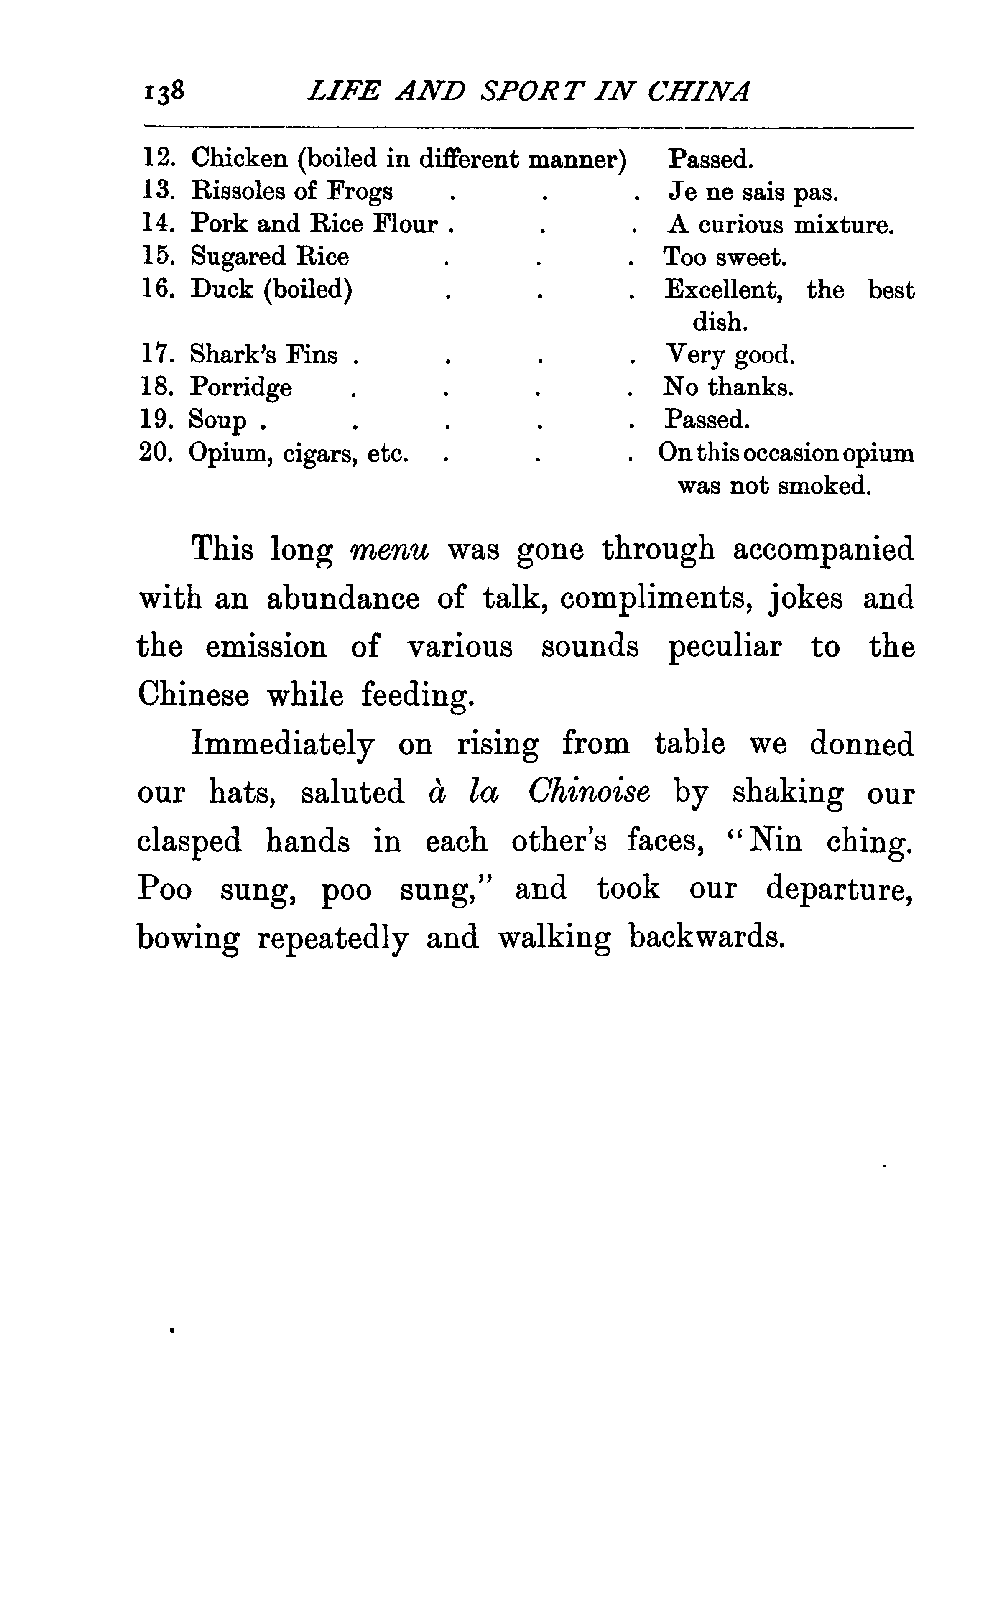 138 LIFE AND SPORT IN CHINA
12. Chicken (boiled in different manner) Passed.
13. Rissoles of Frogs . . . Je ne sais pas.
14. Pork and Rice Flour . . . A curious mixture.
15. Sugared Rice . . . Too sweet.
16. Duck (boiled) . . . Excellent, the best
dish.
17. Shark's Fins . . . . Very good.
18. Porridge . . . . No thanks.
19. Soup . . . . . Passed.
20. Opium, cigars, etc. . . . On this occasion opium
was not smoked.
This long menu was gone through accompanied
with an abundance of talk, compliments, jokes and
the emission of various sounds peculiar to the
Chinese while feeding.
Immediately on rising from table we donned
our hats, saluted à la Chinoise by shaking our
clasped hands in each other's faces, “Nin ching.
Poo sung, poo sung,” and took our departure,
bowing repeatedly and walking backwards.